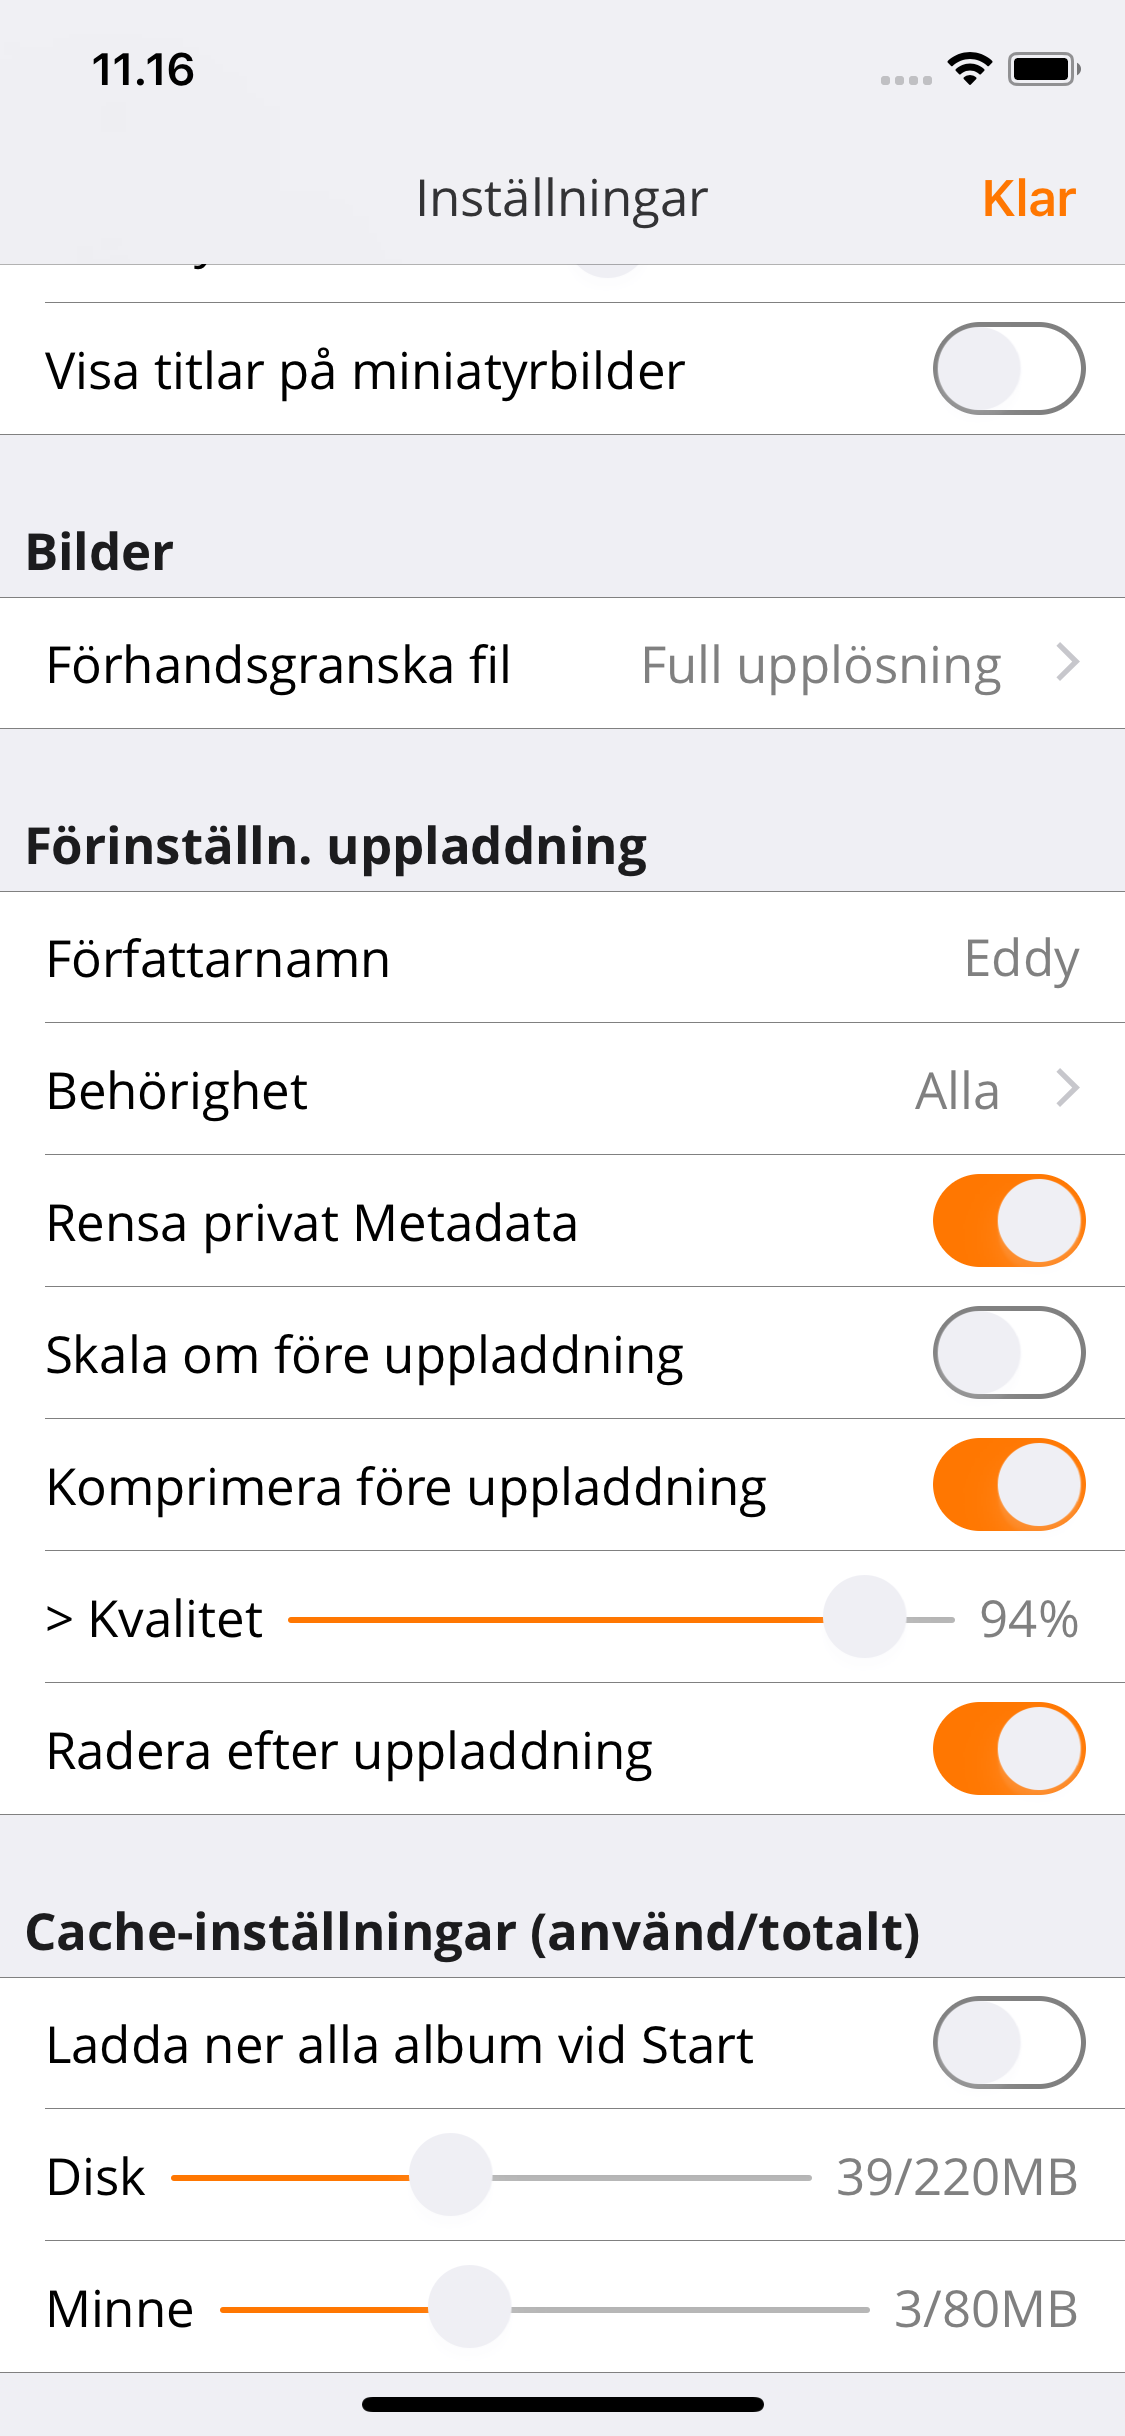 11.16
Inställningar Klar
Visa titlar på miniatyrbilder
Bilder
Förhandsgranska fil Full upplösning
Förinställn. uppladdning
Författarnamn Eddy
Behörighet Alla
Rensa privat Metadata
Skala om före uppladdning
Komprimera före uppladdning
> Kvalitet 94%
Radera efter uppladdning
Cache-inställningar (använd/totalt)
Ladda ner alla album vid Start
Disk 39/220MB
Minne 3/80MB